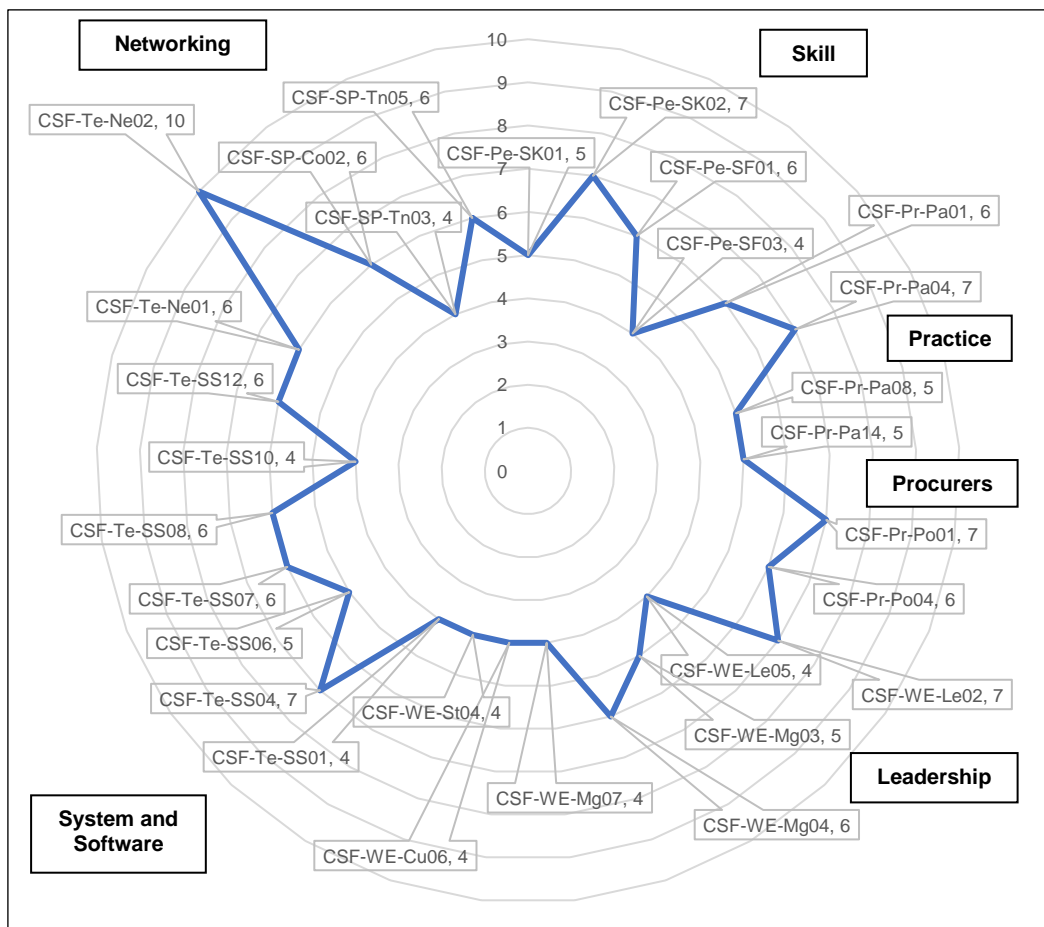 Networking
Skill
10
9
8
7
6
5
4
3
2
1
0
CSF-Pe-SK01, 5
CSF-Pe-SK02, 7
CSF-Pe-SF01, 6
CSF-Pe-SF03, 4
CSF-Pr-Pa01, 6
CSF-Pr-Pa04, 7
Practice
CSF-Pr-Pa08, 5
CSF-Pr-Pa14, 5
Procurers
CSF-Pr-Po01, 7
CSF-Pr-Po04, 6
CSF-WE-Le02, 7
CSF-WE-Le05, 4
CSF-WE-Mg03, 5
Leadership
CSF-WE-Mg04, 6
CSF-WE-Mg07, 4
CSF-WE-Cu06, 4
CSF-WE-St04, 4
CSF-Te-SS01, 4
System and
Software
CSF-Te-SS04, 7
CSF-Te-SS06, 5
CSF-Te-SS07, 6
CSF-Te-SS08, 6
CSF-Te-SS10, 4
CSF-Te-SS12, 6
CSF-Te-Ne01, 6
CSF-Te-Ne02, 10
CSF-SP-Co02, 6
CSF-SP-Tn03, 4
CSF-SP-Tn05, 6